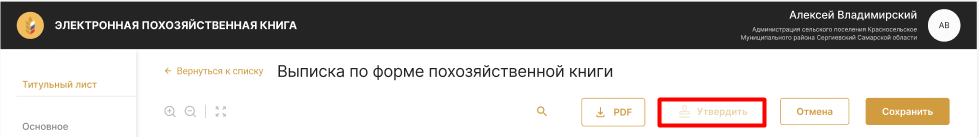 ЭЛЕКТРОННАЯ ПОХОЗЯЙСТВЕННАЯ КНИГА
Алексей Владимирский
Администрация сельского поселения Красносельское
Муниципального района Сергиевский Самарской области
АВ
Титульный лист
← Вернуться к списку
Выписка по форме похозяйственной книги
PDF
Утвердить
Отмена
Сохранить
Основное